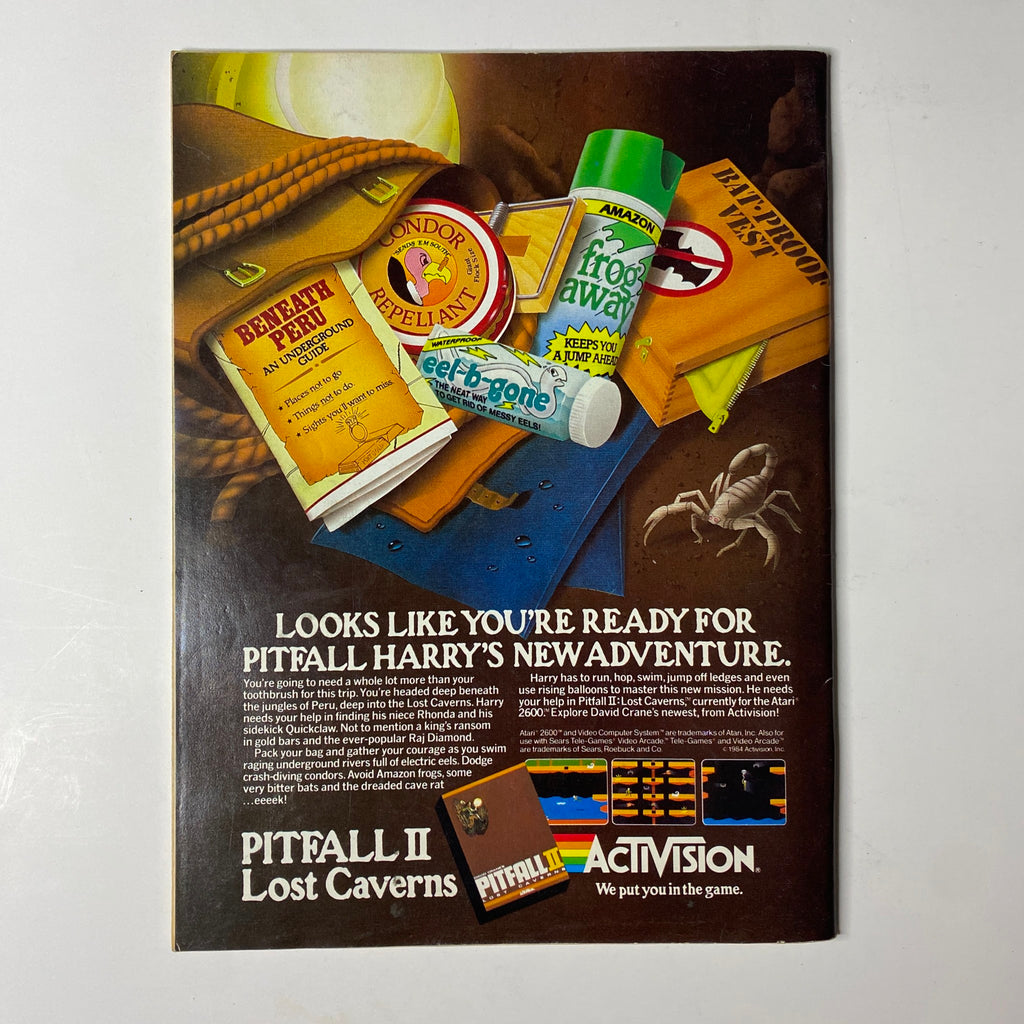 BAT-PROOF
VEST
AMAZON
frog
away
KEEPS YOU
A JUMP AHEAD
CONDOR
SENDS 'EM SOUTH
Giant
Flock Size
REPELLANT
WATERPROOF
eel-b-gone
THE NEAT WAY
TO GET RID OF MESSY EELS!
BENEATH
PERU
AN UNDERGROUND
GUIDE
★ Places not to go
★ Things not to do
★ Sights you'll want to miss
LOOKS LIKE YOU'RE READY FOR
PITFALL HARRY'S NEW ADVENTURE.
You're going to need a whole lot more than your
toothbrush for this trip. You're headed deep beneath
the jungles of Peru, deep into the Lost Caverns. Harry
needs your help in finding his niece Rhonda and his
sidekick Quickclaw. Not to mention a king's ransom
in gold bars and the ever-popular Raj Diamond.
Pack your bag and gather your courage as you swim
raging underground rivers full of electric eels. Dodge
crash-diving condors. Avoid Amazon frogs, some
very bitter bats and the dreaded cave rat
...eeeek!
Harry has to run, hop, swim, jump off ledges and even
use rising balloons to master this new mission. He needs
your help in Pitfall II: Lost Caverns,™ currently for the Atari®
2600.™ Explore David Crane's newest, from Activision!
Atari® 2600™ and Video Computer System™ are trademarks of Atari, Inc. Also for
use with Sears Tele-Games® Video Arcade.™ Tele-Games® and Video Arcade™
are trademarks of Sears, Roebuck and Co.
© 1984 Activision, Inc.
PITFALL II
Lost Caverns
PITFALL II
LOST CAVERNS
ACTIVISION®
We put you in the game.